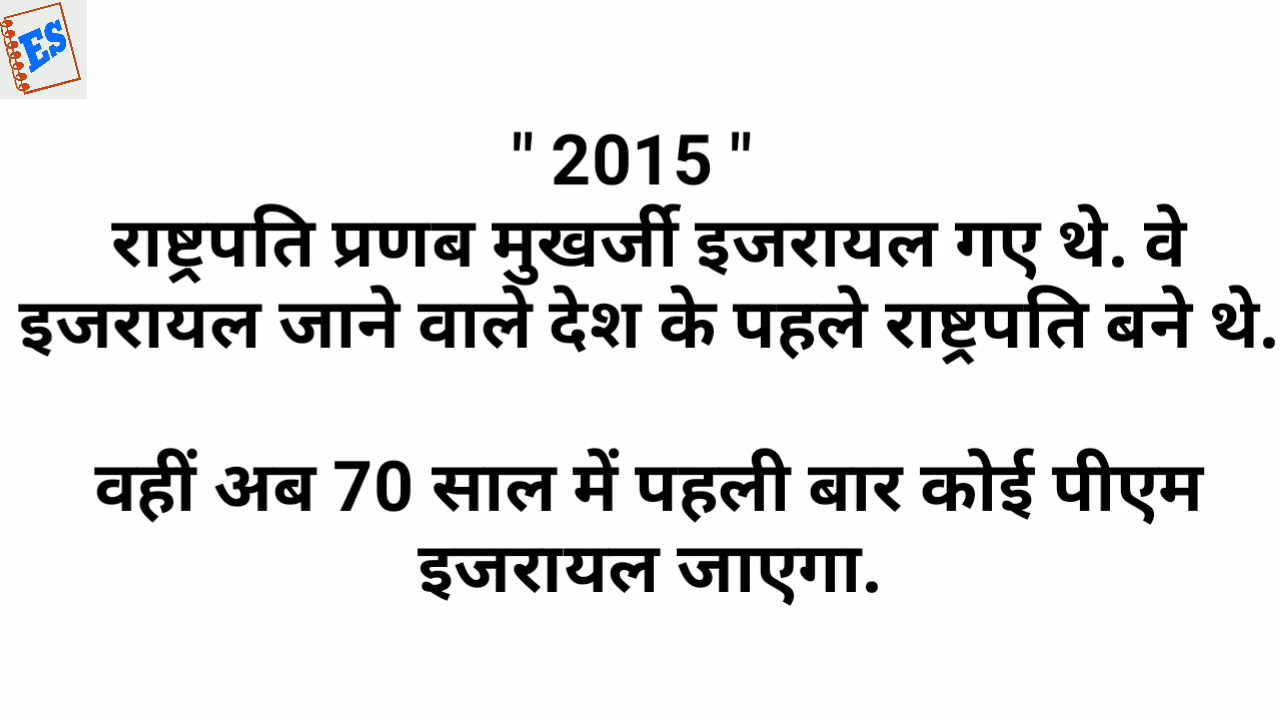 ES
" 2015 "
राष्ट्रपति प्रणब मुखर्जी इजरायल गए थे. वे
इजरायल जाने वाले देश के पहले राष्ट्रपति बने थे.
वहीं अब 70 साल में पहली बार कोई पीएम
इजरायल जाएगा.